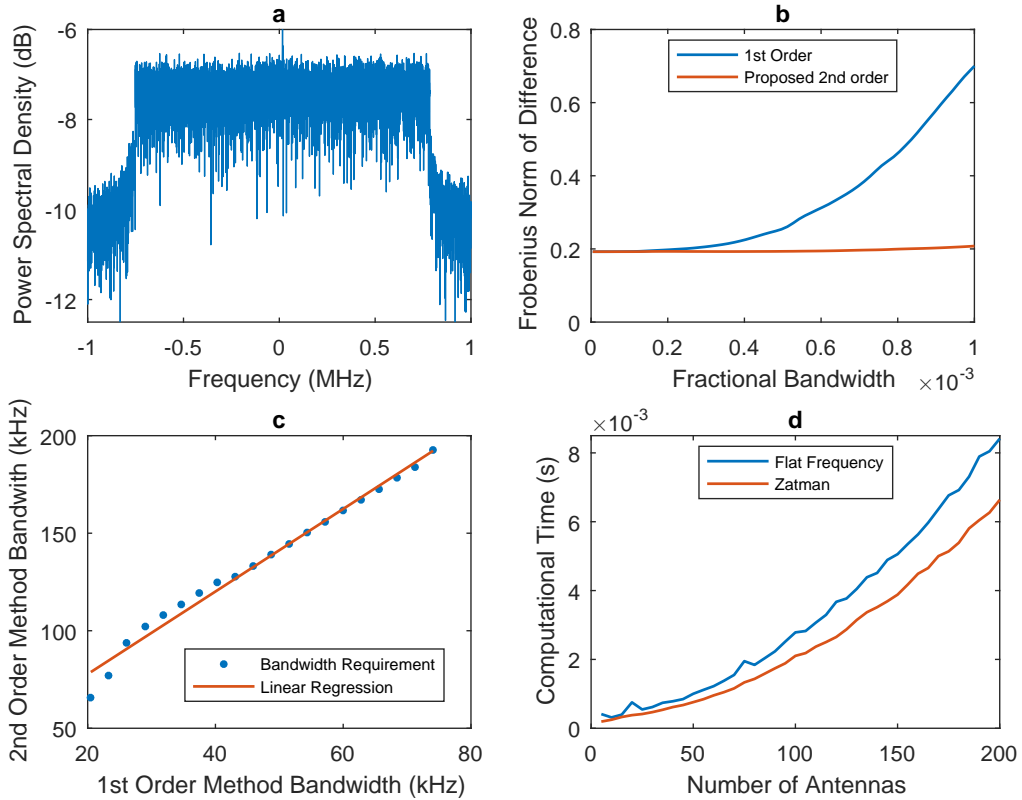 a
Power Spectral Density (dB)
-6
-8
-10
-12
-1
-0.5
0
0.5
1
Frequency (MHz)
b
Frobenius Norm of Difference
0.8
0.6
0.4
0.2
0
1st Order
Proposed 2nd order
0
0.2
0.4
0.6
0.8
1
Fractional Bandwidth
×10-3
c
2nd Order Method Bandwith (kHz)
200
150
100
50
Bandwidth Requirement
Linear Regression
20
40
60
80
1st Order Method Bandwidth (kHz)
d
×10-3
Computational Time (s)
8
6
4
2
0
Flat Frequency
Zatman
0
50
100
150
200
Number of Antennas